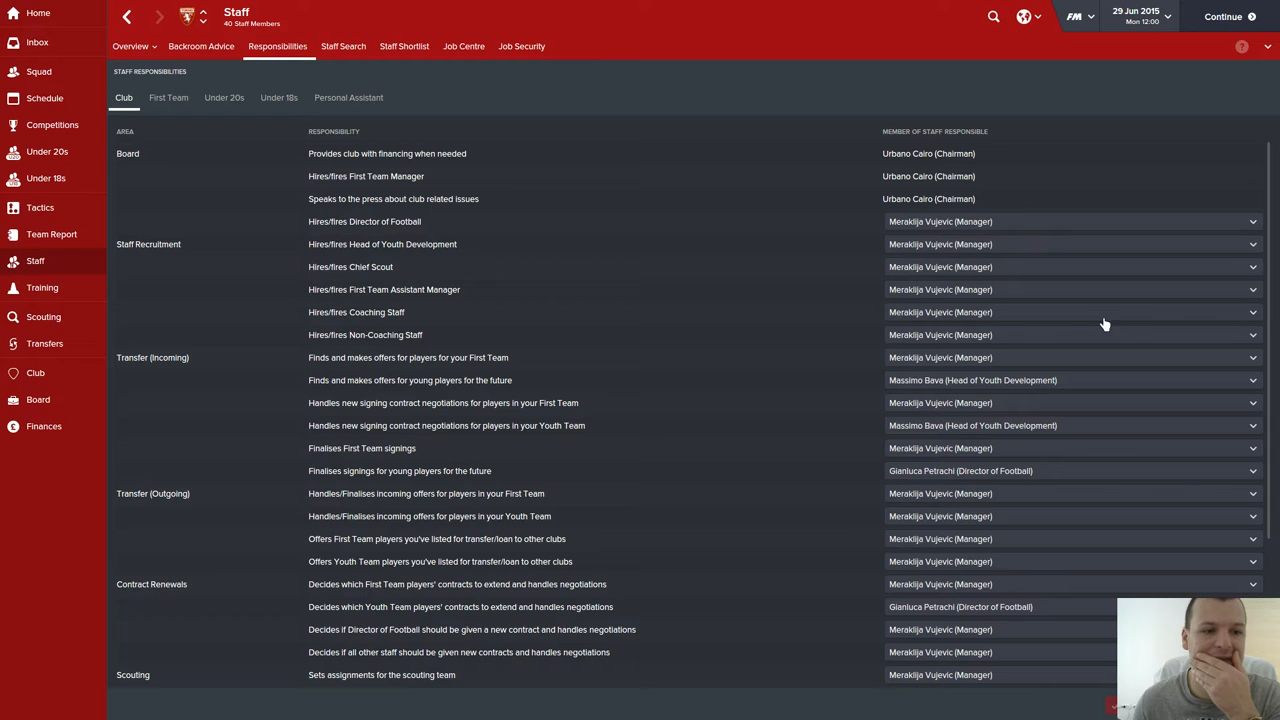 Home
Staff
40 Staff Members
FM
29 Jun 2015
Mon 12:00
Continue
Inbox
Overview
Backroom Advice
Responsibilities
Staff Search
Staff Shortlist
Job Centre
Job Security
?
Squad
Schedule
Competitions
Under 20s
Under 18s
Tactics
Team Report
Staff
Training
Scouting
Transfers
Club
Board
Finances
STAFF RESPONSIBILITIES
Club
First Team
Under 20s
Under 18s
Personal Assistant
AREA RESPONSIBILITY MEMBER OF STAFF RESPONSIBLE
Board Provides club with financing when needed Urbano Cairo (Chairman)
Hires/fires First Team Manager Urbano Cairo (Chairman)
Speaks to the press about club related issues Urbano Cairo (Chairman)
Hires/fires Director of Football Meraklija Vujevic (Manager)
Staff Recruitment Hires/fires Head of Youth Development Meraklija Vujevic (Manager)
Hires/fires Chief Scout Meraklija Vujevic (Manager)
Hires/fires First Team Assistant Manager Meraklija Vujevic (Manager)
Hires/fires Coaching Staff Meraklija Vujevic (Manager)
Hires/fires Non-Coaching Staff Meraklija Vujevic (Manager)
Transfer (Incoming) Finds and makes offers for players for your First Team Meraklija Vujevic (Manager)
Finds and makes offers for young players for the future Massimo Bava (Head of Youth Development)
Handles new signing contract negotiations for players in your First Team Meraklija Vujevic (Manager)
Handles new signing contract negotiations for players in your Youth Team Massimo Bava (Head of Youth Development)
Finalises First Team signings Meraklija Vujevic (Manager)
Finalises signings for young players for the future Gianluca Petrachi (Director of Football)
Transfer (Outgoing) Handles/Finalises incoming offers for players in your First Team Meraklija Vujevic (Manager)
Handles/Finalises incoming offers for players in your Youth Team Meraklija Vujevic (Manager)
Offers First Team players you've listed for transfer/loan to other clubs Meraklija Vujevic (Manager)
Offers Youth Team players you've listed for transfer/loan to other clubs Meraklija Vujevic (Manager)
Contract Renewals Decides which First Team players' contracts to extend and handles negotiations Meraklija Vujevic (Manager)
Decides which Youth Team players' contracts to extend and handles negotiations Gianluca Petrachi (Director of Football)
Decides if Director of Football should be given a new contract and handles negotiations Meraklija Vujevic (Manager)
Decides if all other staff should be given new contracts and handles negotiations Meraklija Vujevic (Manager)
Scouting Sets assignments for the scouting team Meraklija Vujevic (Manager)